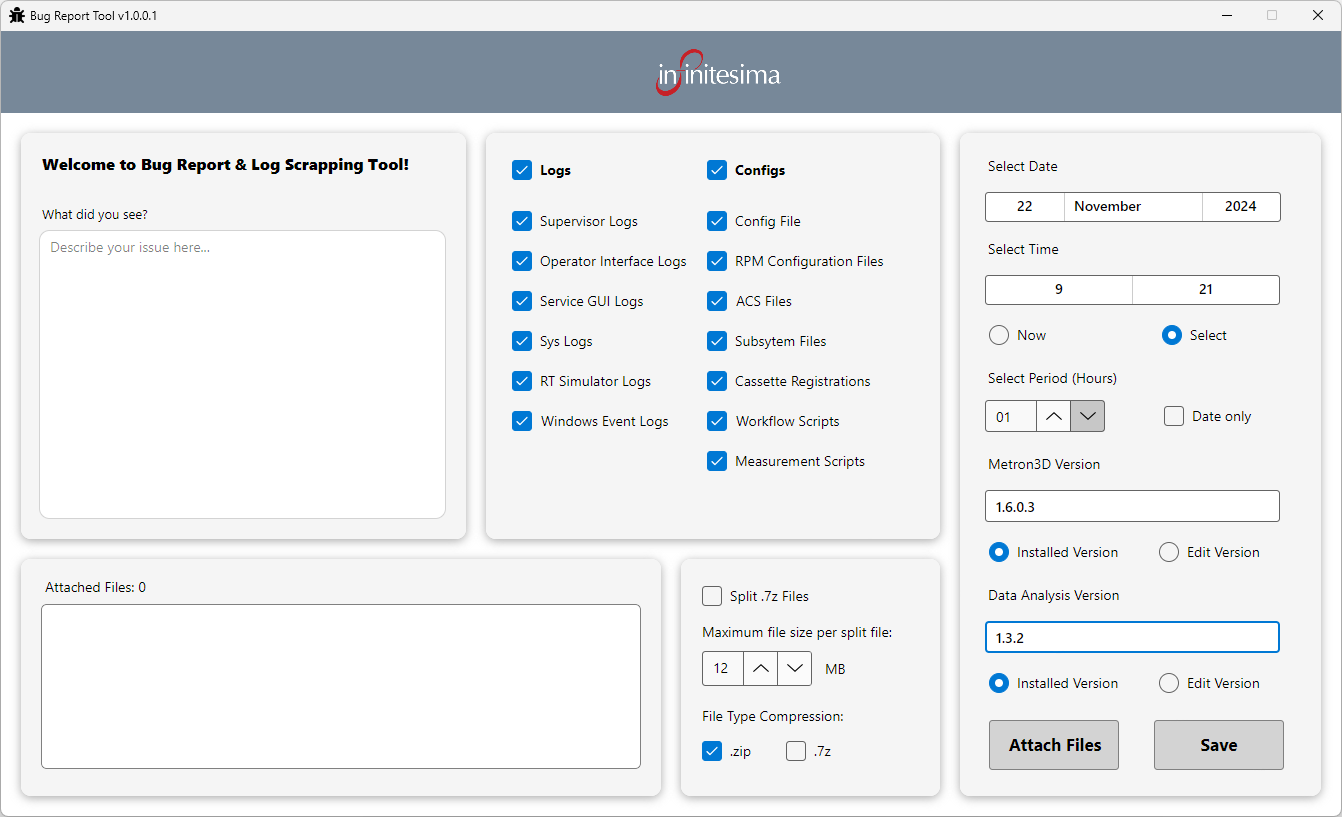 Bug Report Tool v1.0.0.1
infinitesima
Welcome to Bug Report & Log Scrapping Tool!
What did you see?
Describe your issue here...
Logs
Supervisor Logs
Operator Interface Logs
Service GUI Logs
Sys Logs
RT Simulator Logs
Windows Event Logs
Configs
Config File
RPM Configuration Files
ACS Files
Subsytem Files
Cassette Registrations
Workflow Scripts
Measurement Scripts
Select Date
22 November 2024
Select Time
9 21
Now Select
Select Period (Hours)
01 Date only
Metron3D Version
1.6.0.3
Installed Version Edit Version
Data Analysis Version
1.3.2
Installed Version Edit Version
Attach Files Save
Attached Files: 0
Split .7z Files
Maximum file size per split file:
12 MB
File Type Compression:
.zip .7z